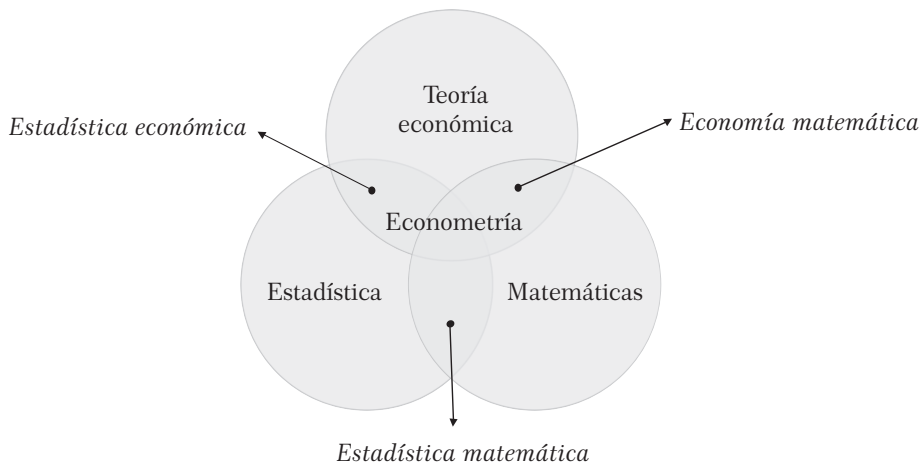 Teoría
económica
Estadística económica
Economía matemática
Econometría
Estadística
Matemáticas
Estadística matemática